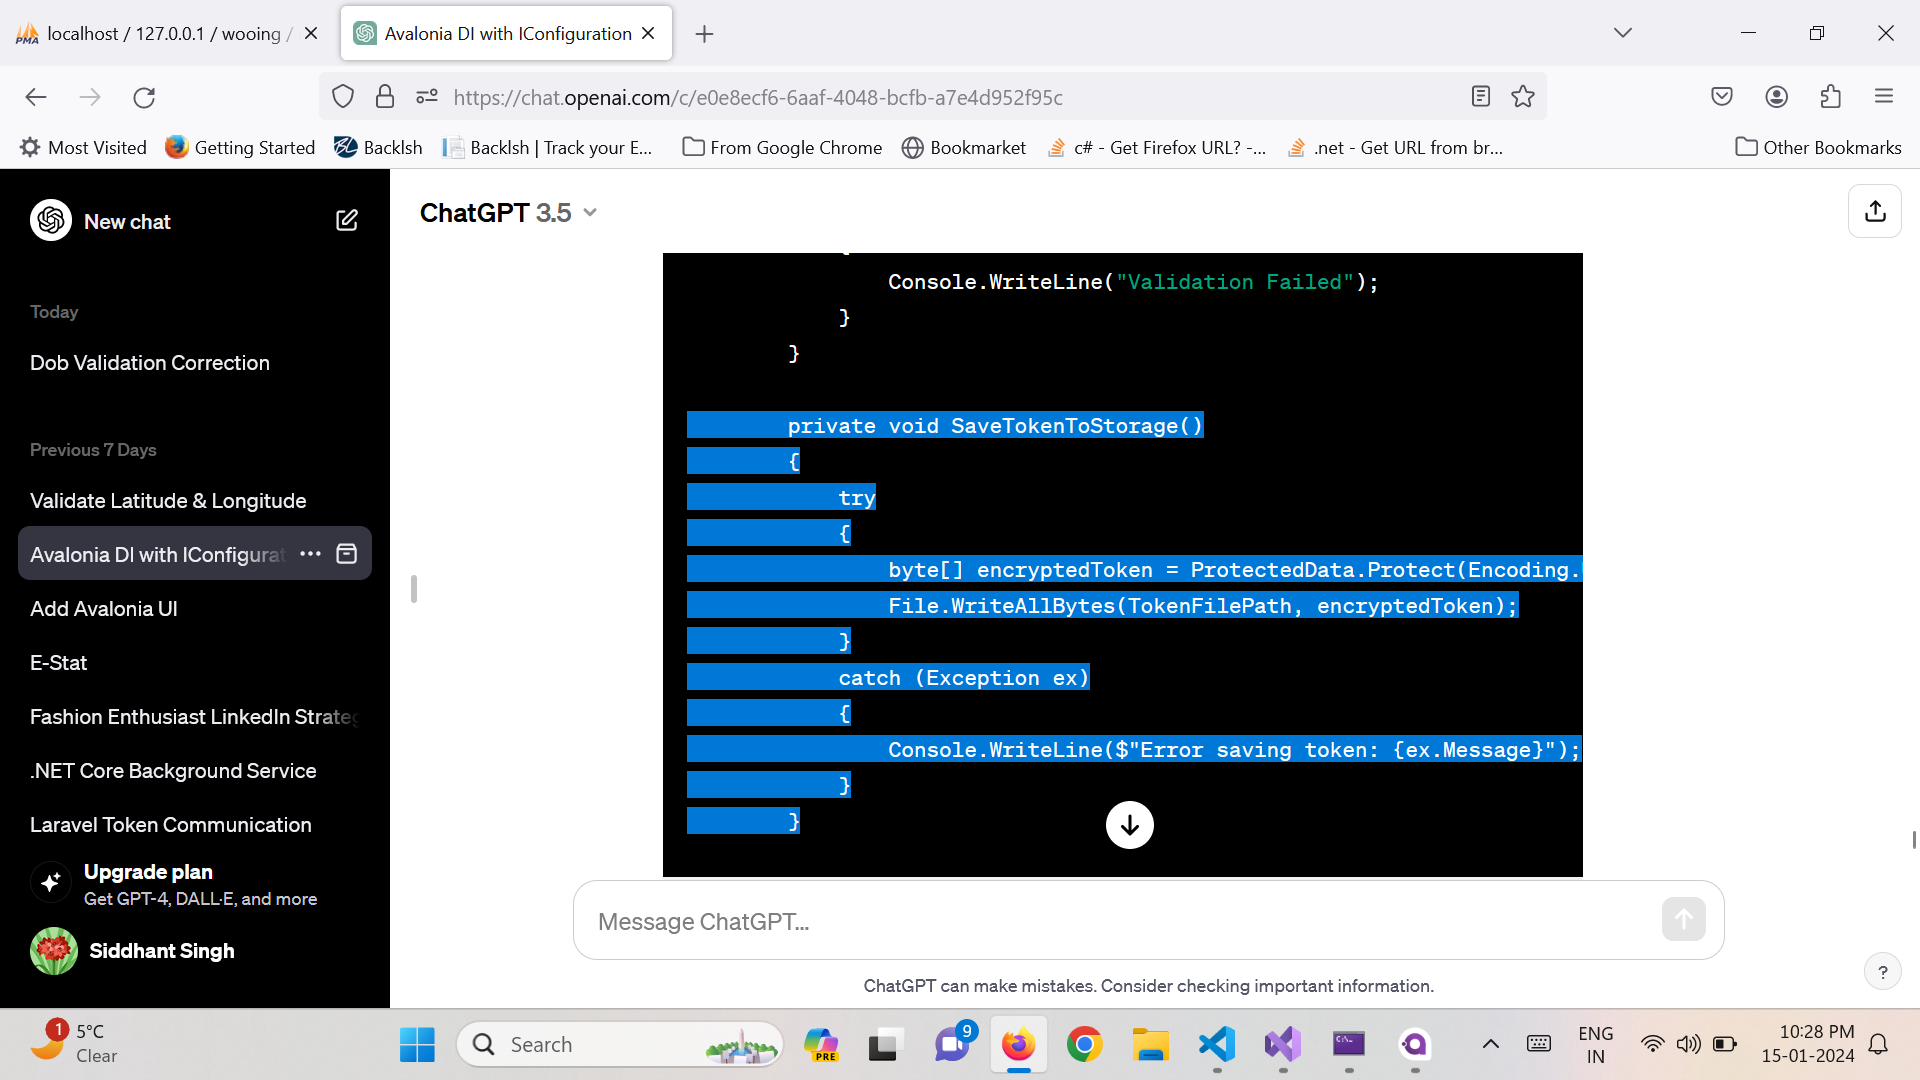 localhost / 127.0.0.1 / wooing /
Avalonia DI with IConfiguration
https://chat.openai.com/c/e0e8ecf6-6aaf-4048-bcfb-a7e4d952f95c
Most Visited
Getting Started
Backlsh
Backlsh | Track your E...
From Google Chrome
Bookmarket
c# - Get Firefox URL? -...
.net - Get URL from br...
Other Bookmarks
New chat
ChatGPT 3.5
Today
Dob Validation Correction
Previous 7 Days
Validate Latitude & Longitude
Avalonia DI with IConfigurat
Add Avalonia UI
E-Stat
Fashion Enthusiast LinkedIn Strateg
.NET Core Background Service
Laravel Token Communication
Upgrade plan
Get GPT-4, DALL·E, and more
Siddhant Singh
{
Console.WriteLine("Validation Failed");
}
}
private void SaveTokenToStorage()
{
try
{
byte[] encryptedToken = ProtectedData.Protect(Encoding.
File.WriteAllBytes(TokenFilePath, encryptedToken);
}
catch (Exception ex)
{
Console.WriteLine($"Error saving token: {ex.Message}");
}
}
Message ChatGPT...
ChatGPT can make mistakes. Consider checking important information.
?
1
5°C
Clear
Search
PRE
9
ENG
IN
10:28 PM
15-01-2024